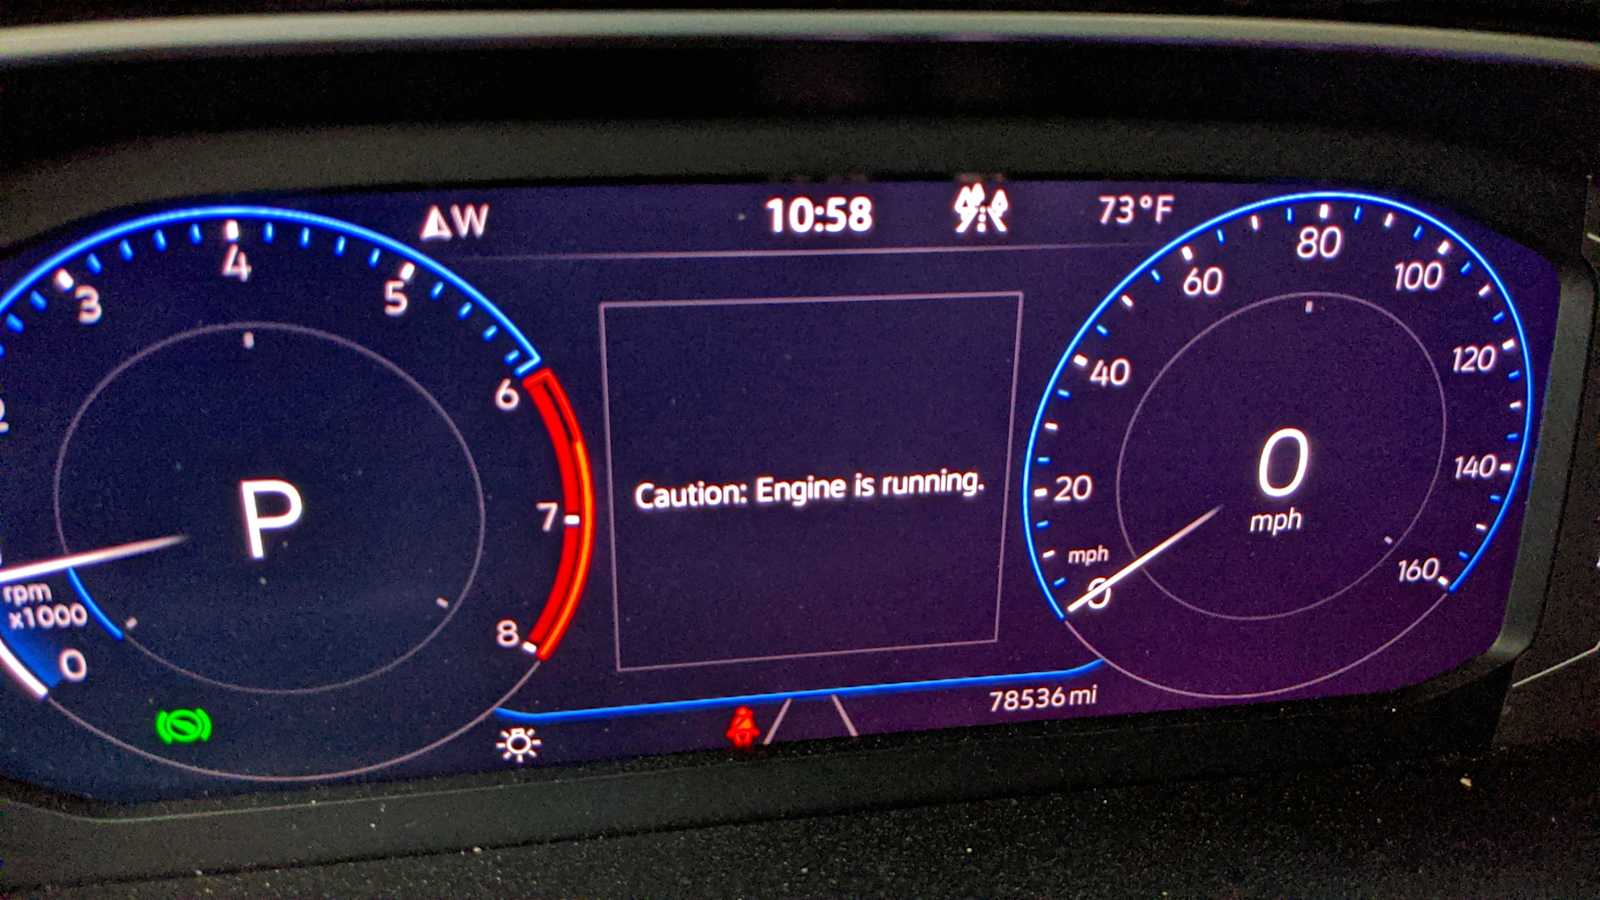 W 10:58 73°F
3 4 5 6 7 8
P
rpm
x1000
0
Caution: Engine is running.
20 40 60 80 100 120 140 160
0
mph
mph
0
78536 mi